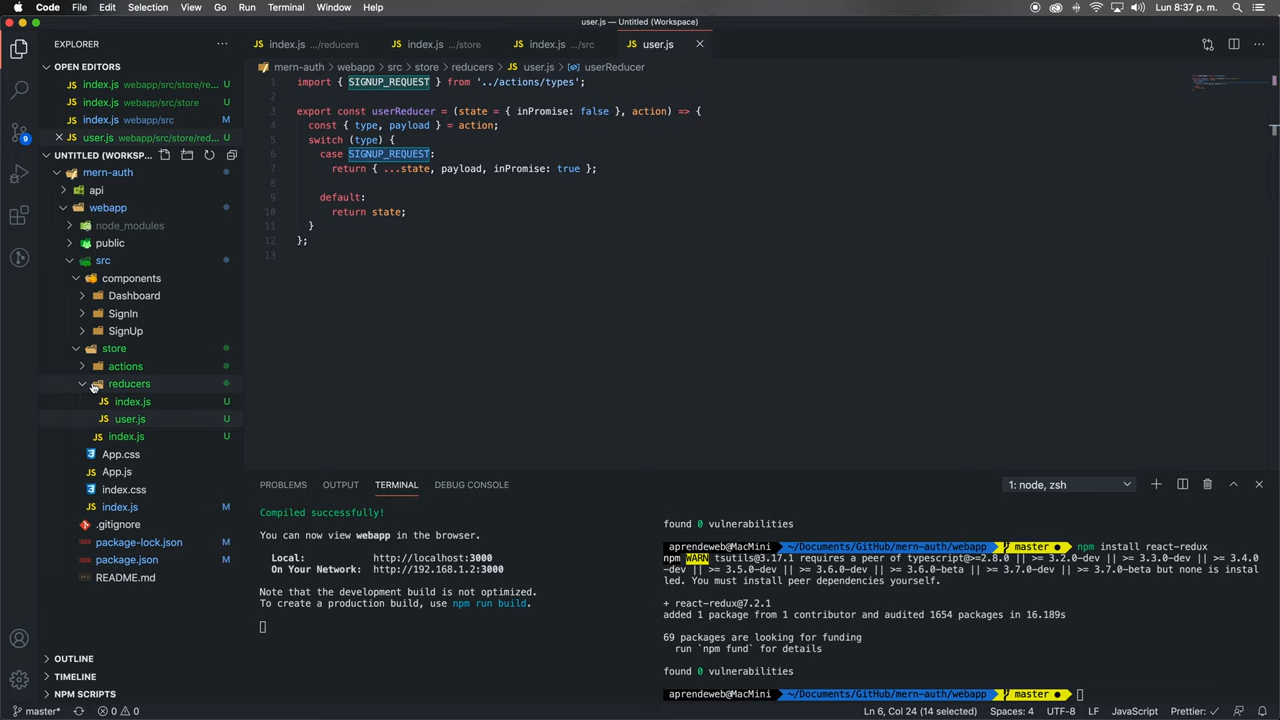 Code File Edit Selection View Go Run Terminal Window Help
Lun 8:37 p. m.
user.js — Untitled (Workspace)
EXPLORER
OPEN EDITORS
index.js webapp/src/store/re...
index.js webapp/src/store U
index.js webapp/src M
user.js webapp/src/store/red... U
UNTITLED (WORKSP...
mern-auth
api
webapp
node_modules
public
src
components
Dashboard
SignIn
SignUp
store
actions
reducers
index.js U
user.js U
index.js U
App.css
App.js
index.css
index.js M
.gitignore
package-lock.json M
package.json M
README.md
OUTLINE
TIMELINE
NPM SCRIPTS
9
index.js .../reducers
index.js .../store
index.js .../src
user.js
mern-auth > webapp > src > store > reducers > user.js > userReducer
1 import { SIGNUP_REQUEST } from '../actions/types';
2
3 export const userReducer = (state = { inPromise: false }, action) => {
4 const { type, payload } = action;
5 switch (type) {
6 case SIGNUP_REQUEST:
7 return { ...state, payload, inPromise: true };
8
9 default:
10 return state;
11 }
12 };
13
PROBLEMS OUTPUT TERMINAL DEBUG CONSOLE
1: node, zsh
Compiled successfully!
You can now view webapp in the browser.
Local: http://localhost:3000
On Your Network: http://192.168.1.2:3000
Note that the development build is not optimized.
To create a production build, use npm run build.
found 0 vulnerabilities
aprendeweb@MacMini ~/Documents/GitHub/mern-auth/webapp master ● npm install react-redux
npm WARN tsutils@3.17.1 requires a peer of typescript@>=2.8.0 || >= 3.2.0-dev || >= 3.3.0-dev || >= 3.4.0
-dev || >= 3.5.0-dev || >= 3.6.0-dev || >= 3.6.0-beta || >= 3.7.0-dev || >= 3.7.0-beta but none is instal
led. You must install peer dependencies yourself.
+ react-redux@7.2.1
added 1 package from 1 contributor and audited 1654 packages in 16.189s
69 packages are looking for funding
run `npm fund` for details
found 0 vulnerabilities
aprendeweb@MacMini ~/Documents/GitHub/mern-auth/webapp master ●
master* 0 0
Ln 6, Col 24 (14 selected) Spaces: 4 UTF-8 LF JavaScript Prettier: ✓